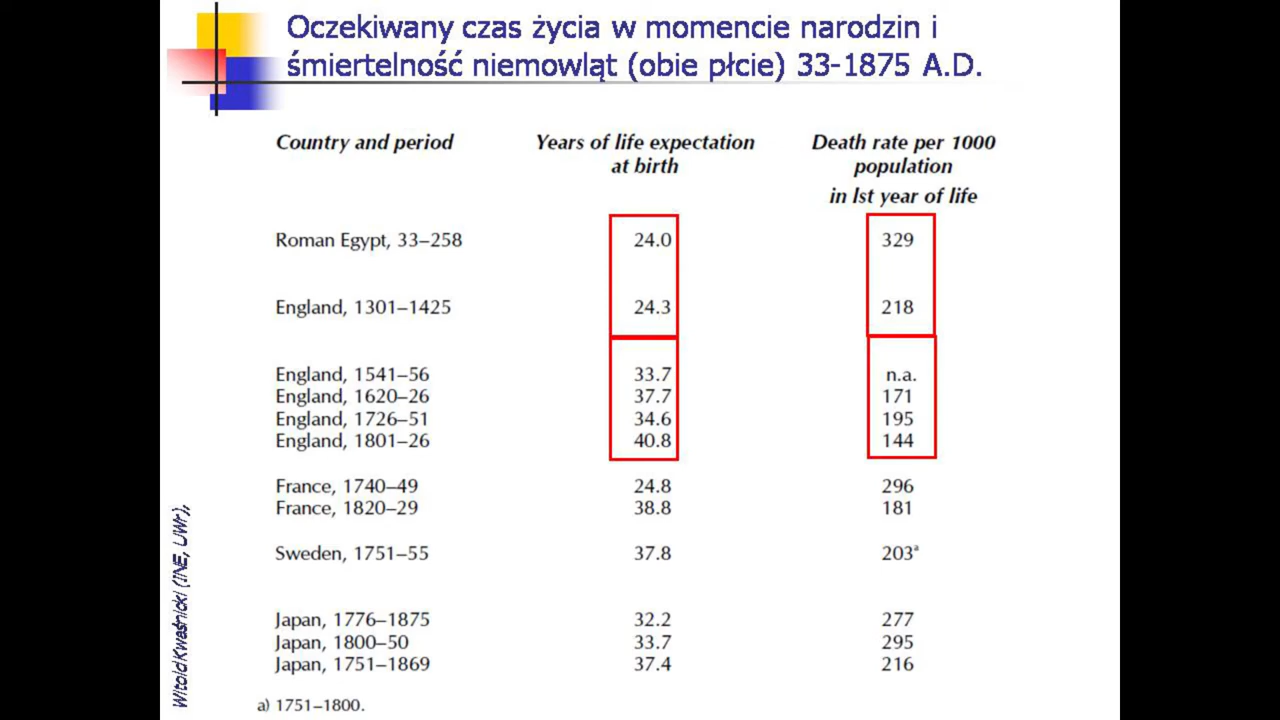 Oczekiwany czas życia w momencie narodzin i
śmiertelność niemowląt (obie płcie) 33-1875 A.D.
Country and period Years of life expectation at birth Death rate per 1000 population in lst year of life
Roman Egypt, 33–258 24.0 329
England, 1301–1425 24.3 218
England, 1541–56 33.7 n.a.
England, 1620–26 37.7 171
England, 1726–51 34.6 195
England, 1801–26 40.8 144
France, 1740–49 24.8 296
France, 1820–29 38.8 181
Sweden, 1751–55 37.8 203ª
Japan, 1776–1875 32.2 277
Japan, 1800–50 33.7 295
Japan, 1751–1869 37.4 216
a) 1751–1800.
Witold Kwaśnicki (INE, UWr),